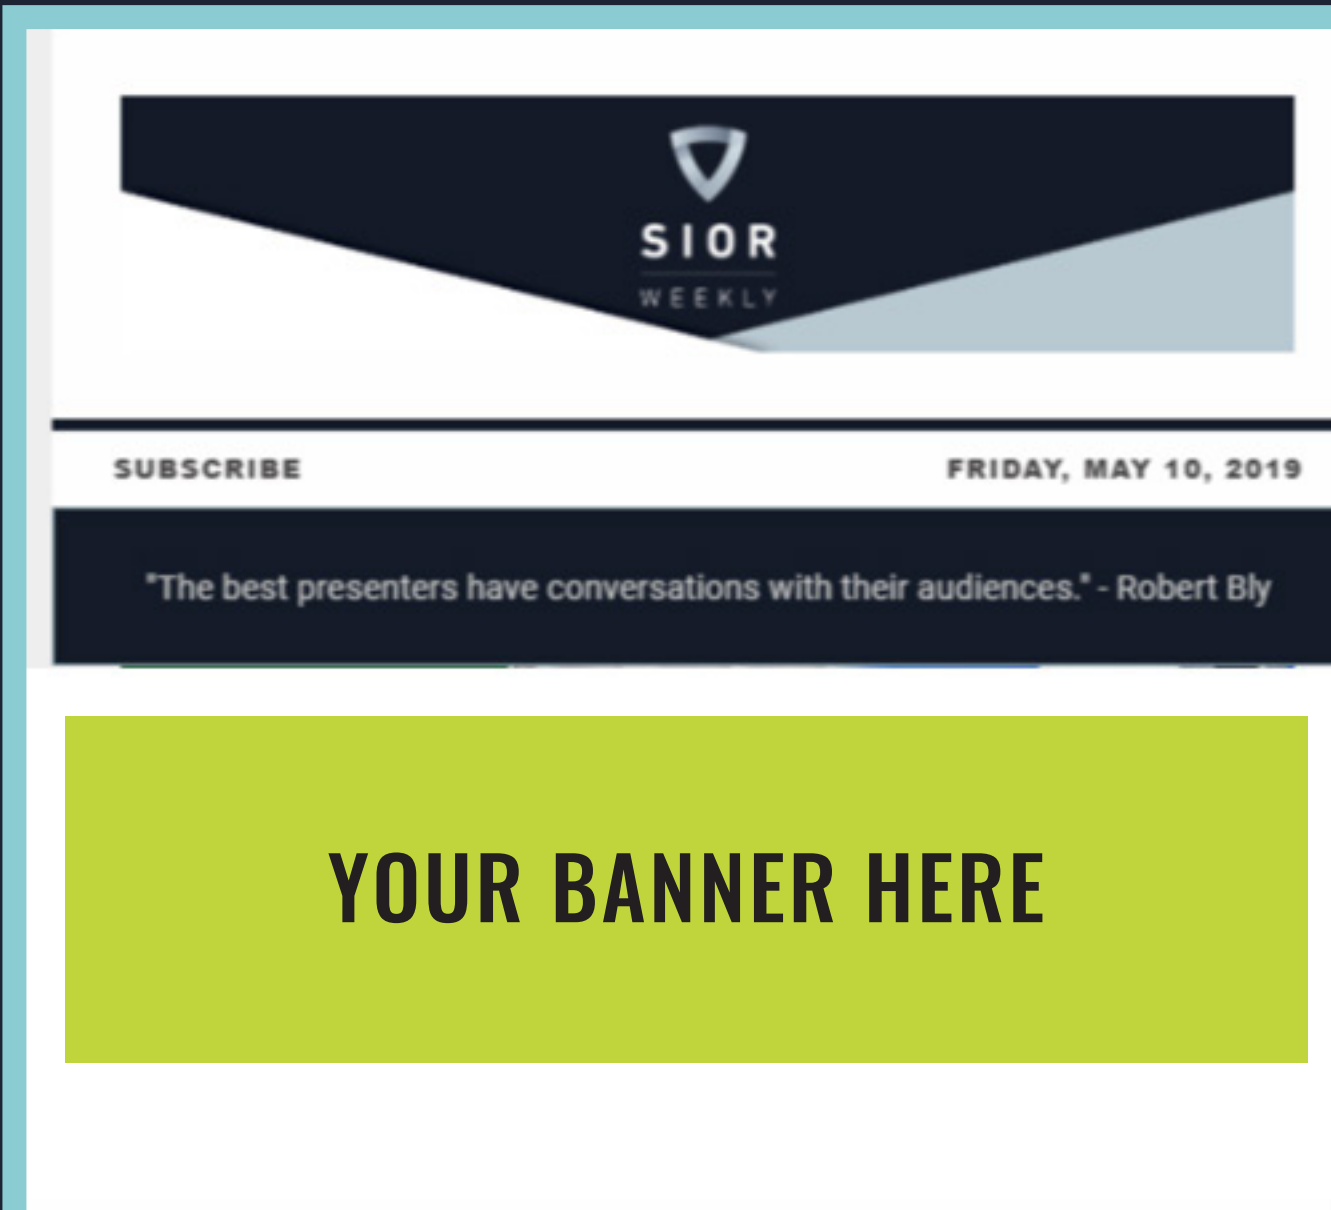 SIOR
WEEKLY
SUBSCRIBE
FRIDAY, MAY 10, 2019
"The best presenters have conversations with their audiences." - Robert Bly
YOUR BANNER HERE